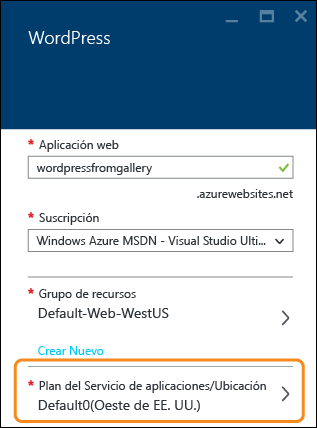 WordPress
* Aplicación web
wordpressfromgallery
.azurewebsites.net
* Suscripción
Windows Azure MSDN - Visual Studio Ulti...
* Grupo de recursos
Default-Web-WestUS
Crear Nuevo
* Plan del Servicio de aplicaciones/Ubicación
Default0(Oeste de EE. UU.)